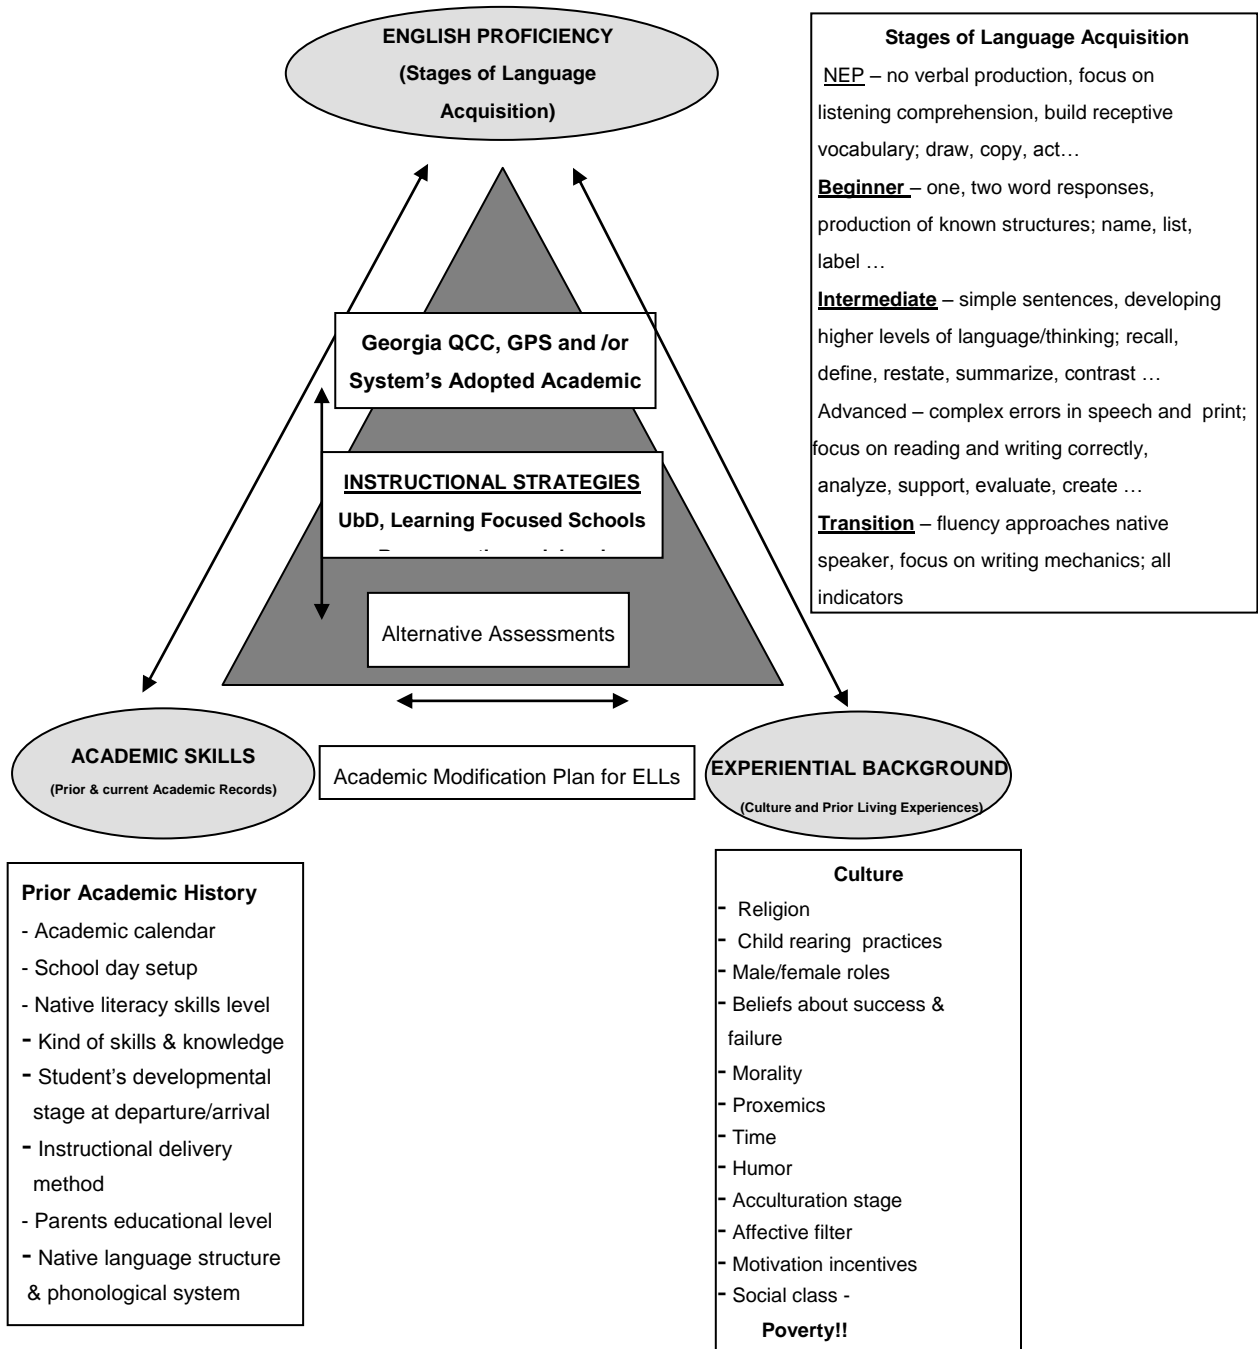 ENGLISH PROFICIENCY
(Stages of Language
Acquisition)
Stages of Language Acquisition
NEP – no verbal production, focus on
listening comprehension, build receptive
vocabulary; draw, copy, act…
Beginner – one, two word responses,
production of known structures; name, list,
label …
Intermediate – simple sentences, developing
higher levels of language/thinking; recall,
define, restate, summarize, contrast …
Advanced – complex errors in speech and print;
focus on reading and writing correctly,
analyze, support, evaluate, create …
Transition – fluency approaches native
speaker, focus on writing mechanics; all
indicators
Georgia QCC, GPS and /or
System's Adopted Academic
INSTRUCTIONAL STRATEGIES
UbD, Learning Focused Schools
Alternative Assessments
ACADEMIC SKILLS
(Prior & current Academic Records)
Academic Modification Plan for ELLs
EXPERIENTIAL BACKGROUND
(Culture and Prior Living Experiences)
Prior Academic History
- Academic calendar
- School day setup
- Native literacy skills level
- Kind of skills & knowledge
- Student's developmental
stage at departure/arrival
- Instructional delivery
method
- Parents educational level
- Native language structure
& phonological system
Culture
- Religion
- Child rearing practices
- Male/female roles
- Beliefs about success &
failure
- Morality
- Proxemics
- Time
- Humor
- Acculturation stage
- Affective filter
- Motivation incentives
- Social class -
Poverty!!